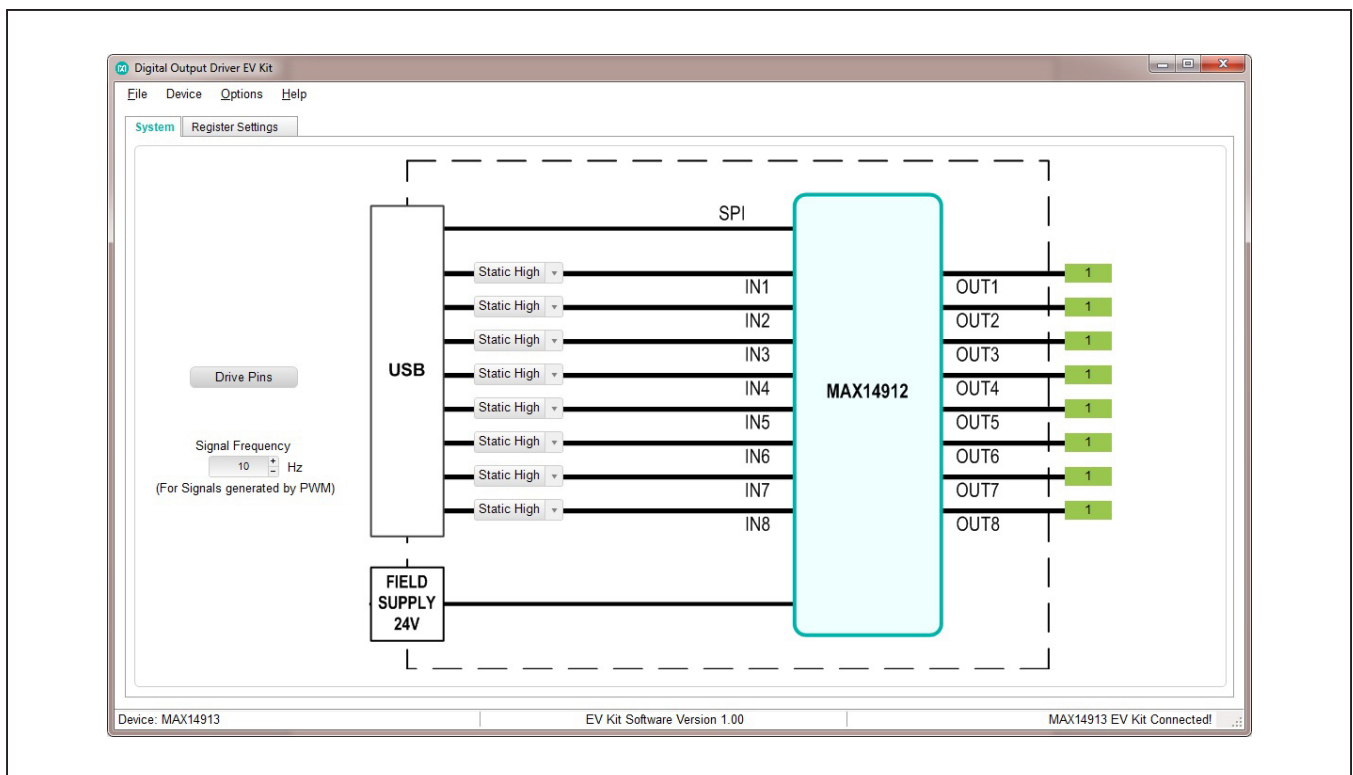 Digital Output Driver EV Kit
File Device Options Help
System Register Settings
SPI
Static High
IN1
OUT1
1
Static High
IN2
OUT2
1
Static High
IN3
OUT3
1
USB
Drive Pins
Static High
IN4
MAX14912
OUT4
1
Static High
IN5
OUT5
1
Signal Frequency
Static High
IN6
OUT6
1
10 + - Hz
Static High
IN7
OUT7
1
(For Signals generated by PWM)
Static High
IN8
OUT8
1
FIELD
SUPPLY
24V
Device: MAX14913 EV Kit Software Version 1.00 MAX14913 EV Kit Connected!